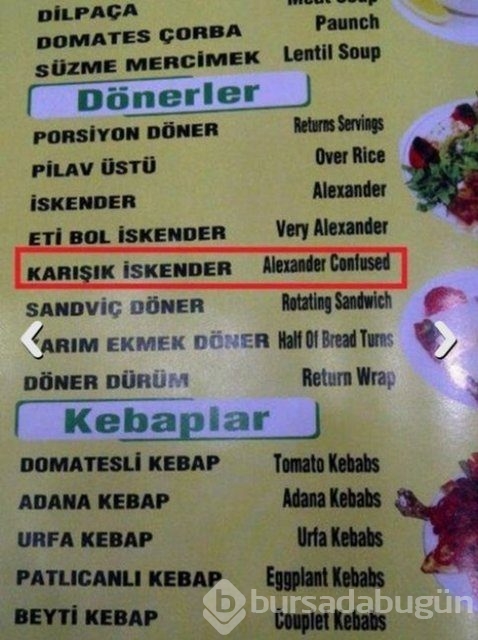 DİLPAÇA Meat Soup
DOMATES ÇORBA Paunch
SÜZME MERCİMEK Lentil Soup
Dönerler
PORSİYON DÖNER Returns Servings
PİLAV ÜSTÜ Over Rice
İSKENDER Alexander
ETİ BOL İSKENDER Very Alexander
KARIŞIK İSKENDER Alexander Confused
SANDVİÇ DÖNER Rotating Sandwich
YARIM EKMEK DÖNER Half Of Bread Turns
DÖNER DÜRÜM Return Wrap
Kebaplar
DOMATESLİ KEBAP Tomato Kebabs
ADANA KEBAP Adana Kebabs
URFA KEBAP Urfa Kebabs
PATLICANLI KEBAP Eggplant Kebabs
BEYTİ KEBAP Couplet Kebabs
b bursadabugün